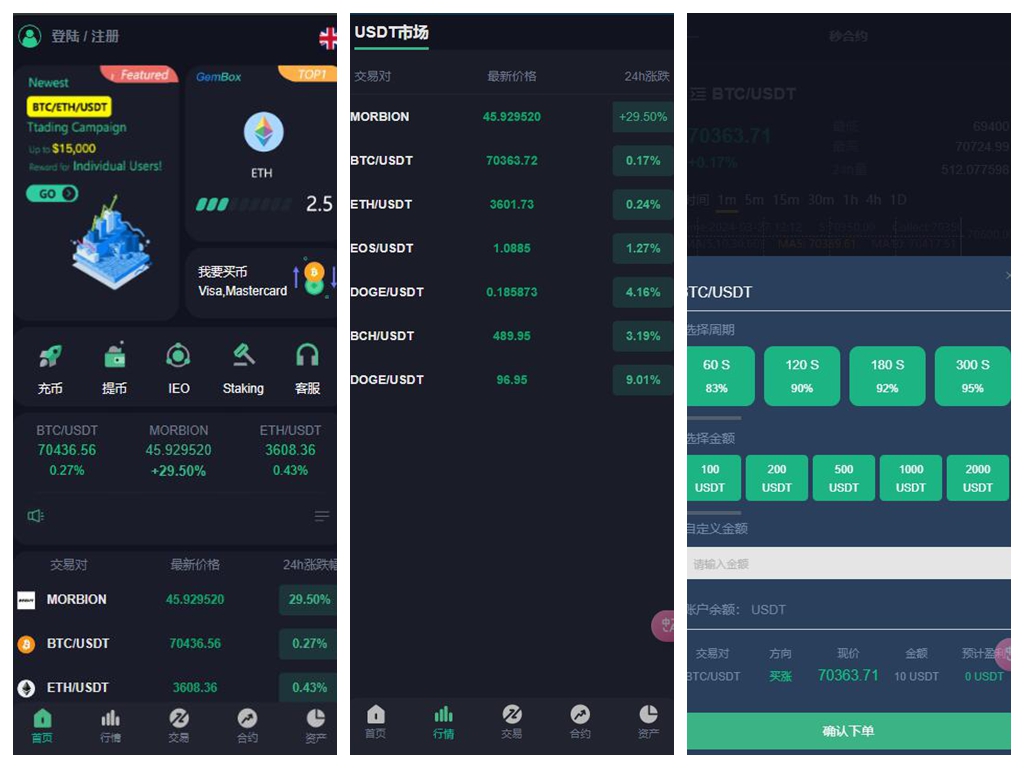 登陆 / 注册
Newest
Featured
BTC/ETH/USDT
Ttading Campaign
Up to $15,000
Reward for Individual Users!
GO
GemBox
TOP1
ETH
2.5
我要买币
Visa,Mastercard
充币
提币
IEO
Staking
客服
BTC/USDT
MORBION
ETH/USDT
70436.56
45.929520
3608.36
0.27%
+29.50%
0.43%
交易对
最新价格
24h涨跌幅
MORBION
45.929520
29.50%
BTC/USDT
70436.56
0.27%
ETH/USDT
3608.36
0.43%
首页
行情
交易
合约
资产
USDT市场
交易对
最新价格
24h涨跌
MORBION
45.929520
+29.50%
BTC/USDT
70363.72
0.17%
ETH/USDT
3601.73
0.24%
EOS/USDT
1.0885
1.27%
DOGE/USDT
0.185873
4.16%
BCH/USDT
489.95
3.19%
DOGE/USDT
96.95
9.01%
首页
行情
交易
合约
资产
秒合约
BTC/USDT
70363.71
69400
70724.99
+0.17%
512.077598
时间
1m
5m
15m
30m
1h
4h
1D
BTC/USDT
选择周期
60 S
83%
120 S
90%
180 S
92%
300 S
95%
选择金额
100
USDT
200
USDT
500
USDT
1000
USDT
2000
USDT
自定义金额
请输入金额
账户余额： USDT
交易对
方向
现价
金额
预计盈利
BTC/USDT
买涨
70363.71
10 USDT
0 USDT
确认下单